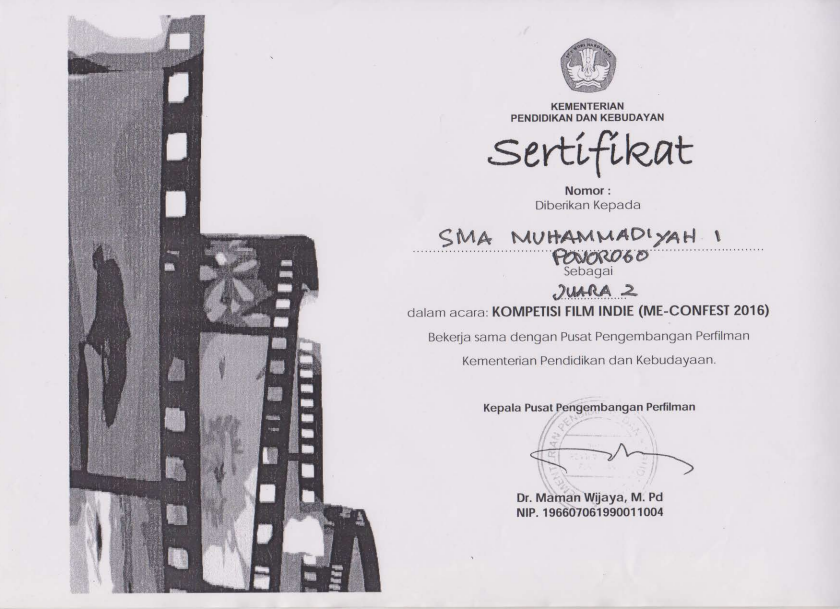 KEMENTERIAN
PENDIDIKAN DAN KEBUDAYAN
Sertifikat
Nomor :
Diberikan Kepada
SMA MUHAMMADIYAH 1
PONOROGO
Sebagai
JUARA 2
dalam acara: KOMPETISI FILM INDIE (ME-CONFEST 2016)
Bekerja sama dengan Pusat Pengembangan Perfilman
Kementerian Pendidikan dan Kebudayaan.
Kepala Pusat Pengembangan Perfilman
Dr. Maman Wijaya, M. Pd
NIP. 196607061990011004